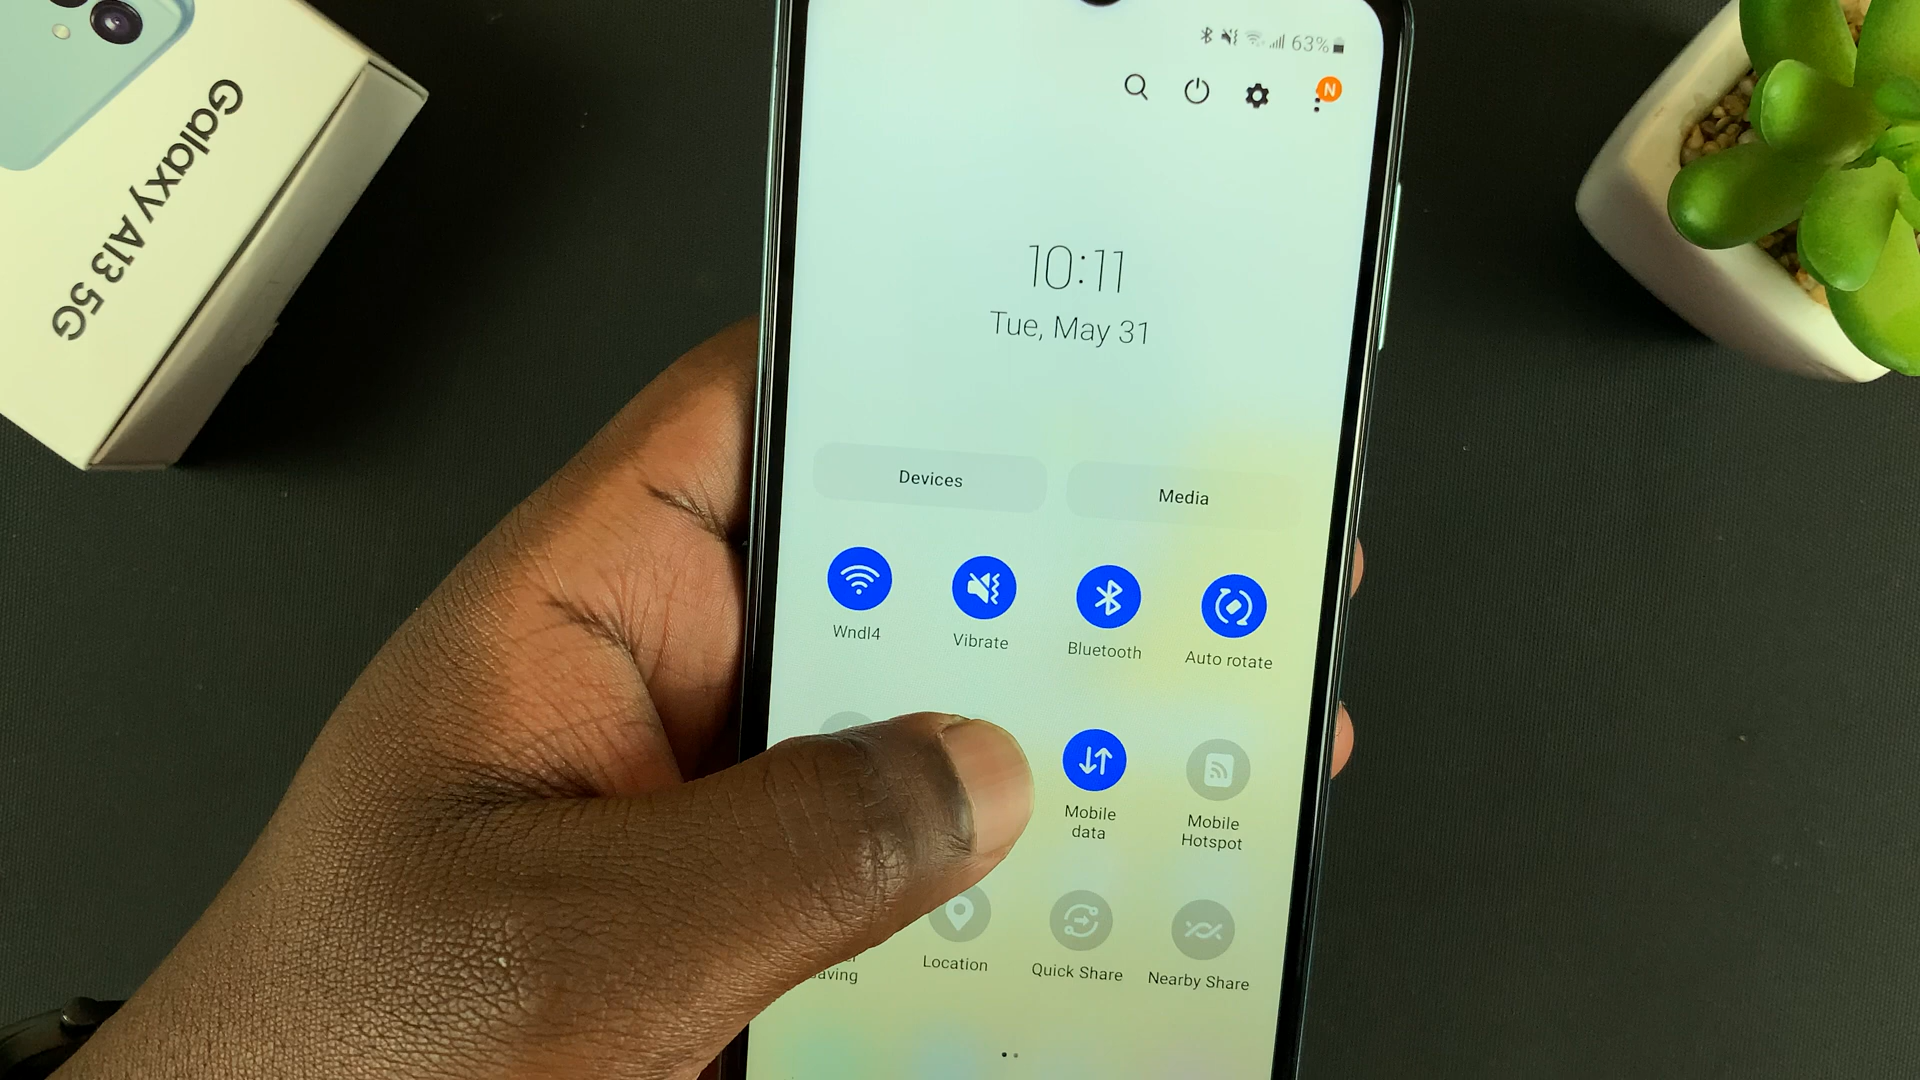 Galaxy A13 5G
63%
N
10:11
Tue, May 31
Devices
Media
Wndl4
Vibrate
Bluetooth
Auto rotate
Mobile
data
Mobile
Hotspot
Location
Quick Share
Nearby Share